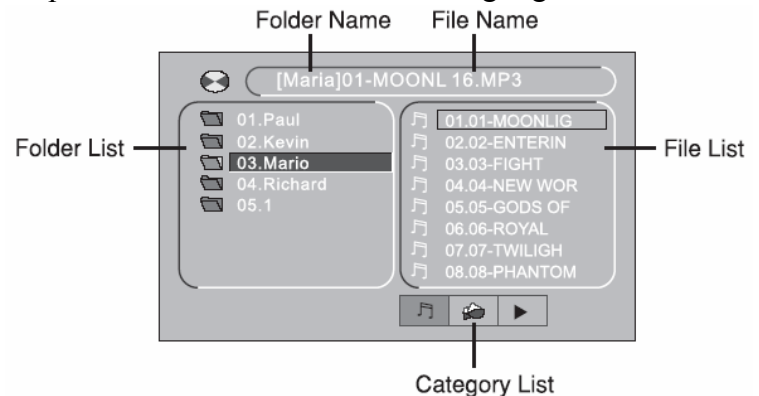 Folder Name File Name
[Maria]01-MOONL 16.MP3
01.Paul
02.Kevin
03.Mario
04.Richard
05.1
Folder List
01.01-MOONLIG
02.02-ENTERIN
03.03-FIGHT
04.04-NEW WOR
05.05-GODS OF
06.06-ROYAL
07.07-TWILIGH
08.08-PHANTOM
File List
Category List